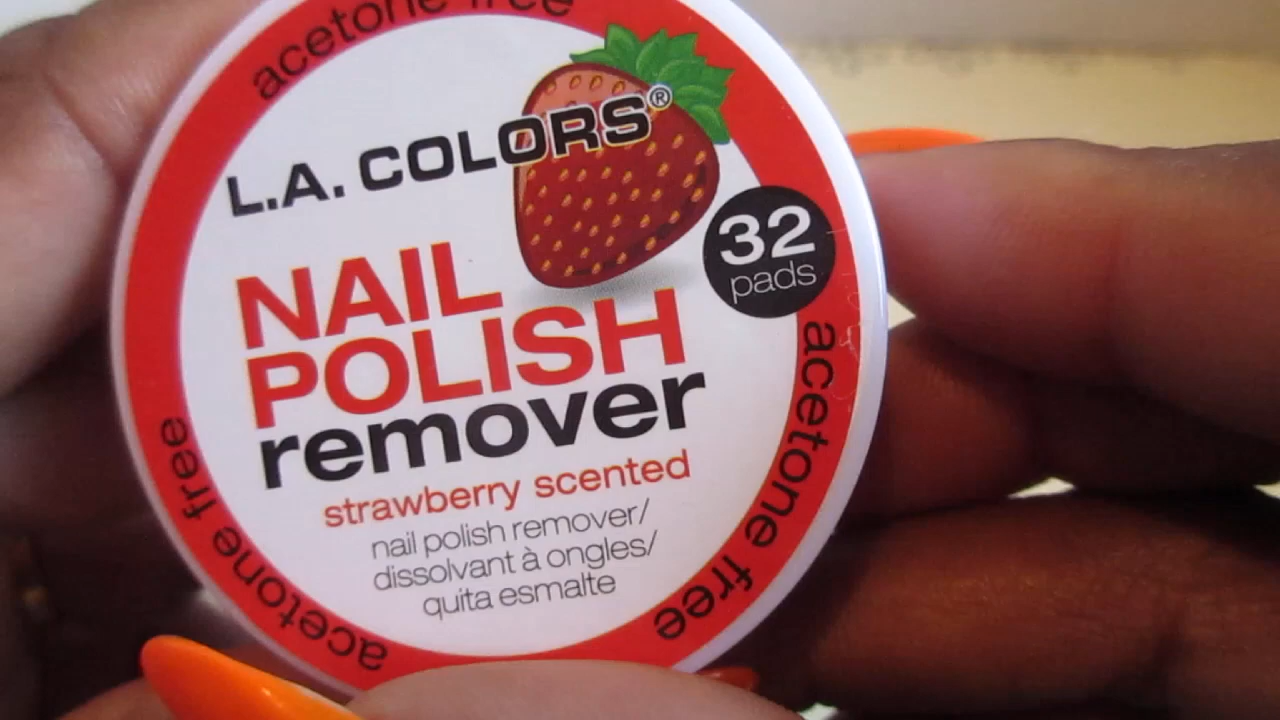 acetone free
L.A. COLORS®
32
pads
NAIL
POLISH
remover
strawberry scented
nail polish remover/
dissolvant à ongles/
quita esmalte
acetone free
acetone free